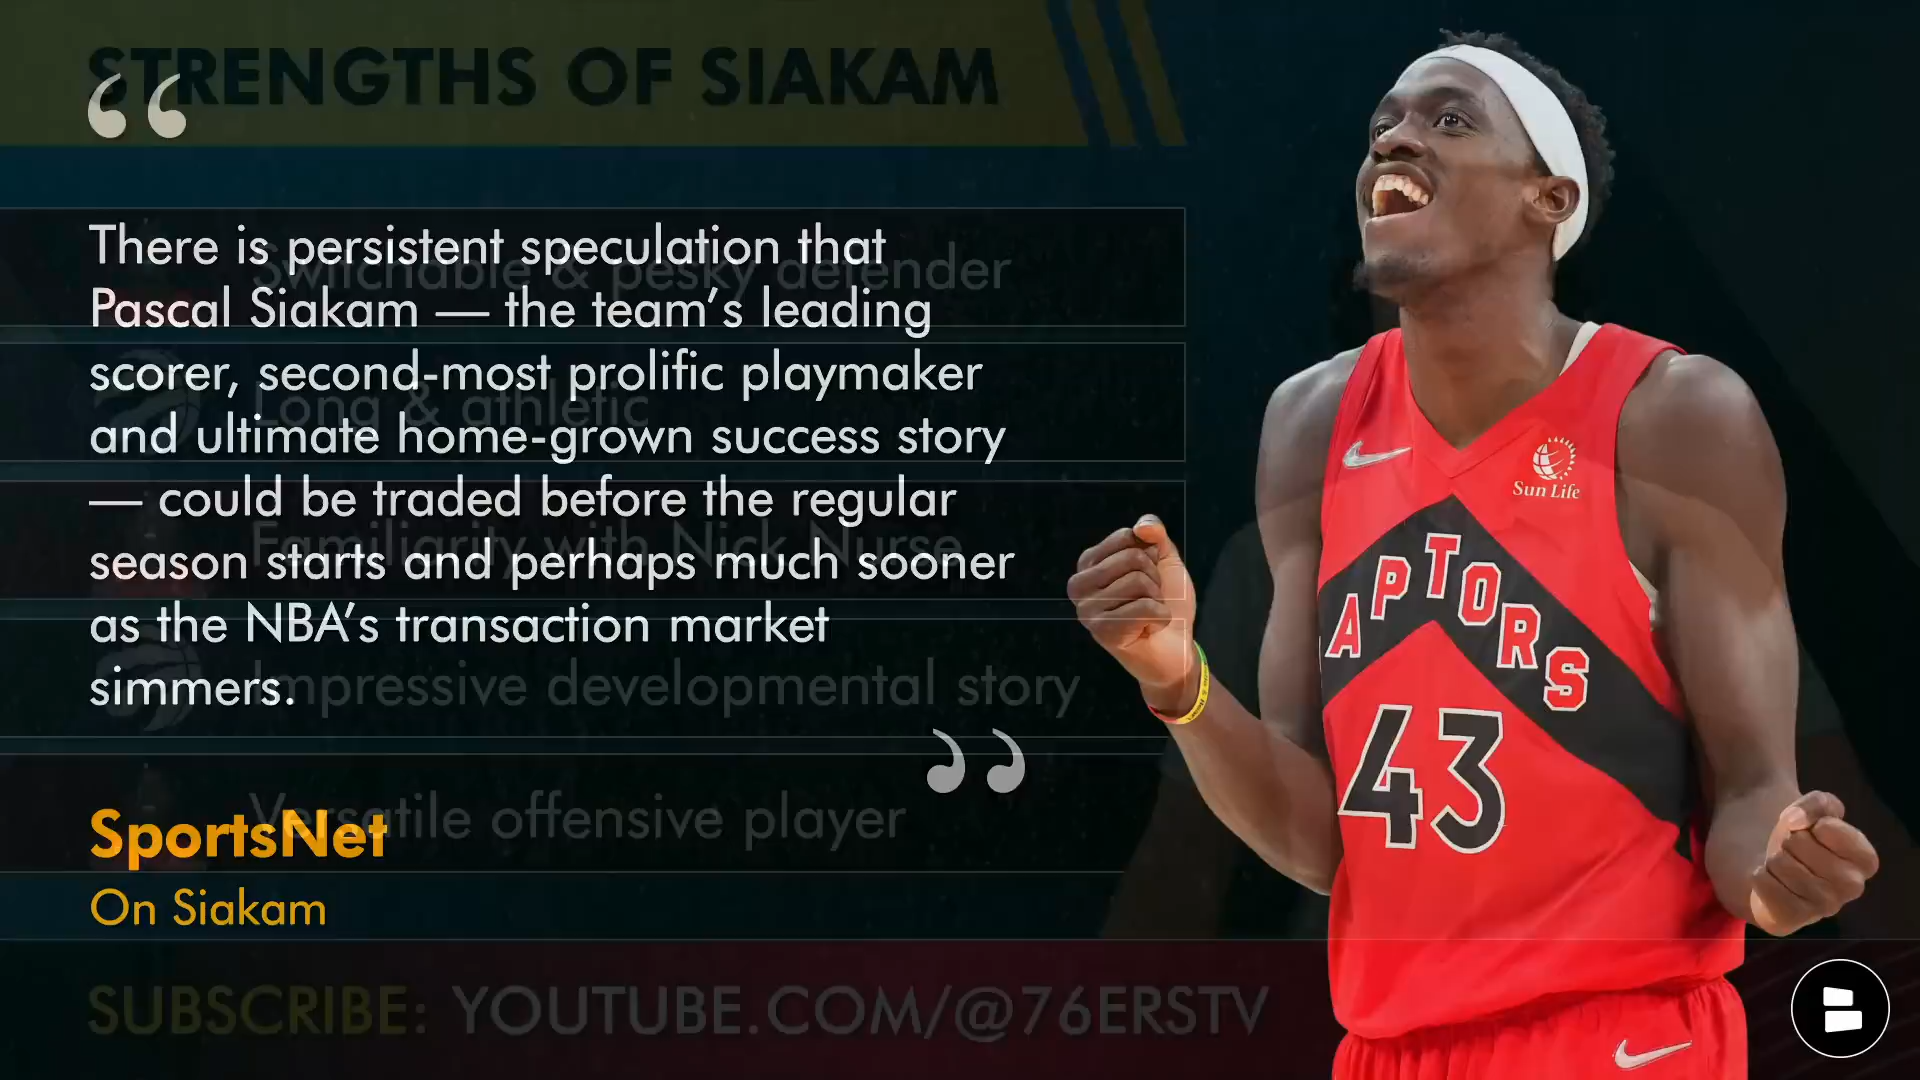 STRENGTHS OF SIAKAM
“
There is persistent speculation that
Pascal Siakam — the team’s leading
scorer, second-most prolific playmaker
and ultimate home-grown success story
— could be traded before the regular
season starts and perhaps much sooner
as the NBA’s transaction market
simmers.
”
Switchable & pesky defender
Long & athletic
Familiarity with Nick Nurse
Impressive developmental story
Versatile offensive player
SportsNet
On Siakam
SUBSCRIBE: YOUTUBE.COM/@76ERSTV
Sun Life
RAPTORS
43